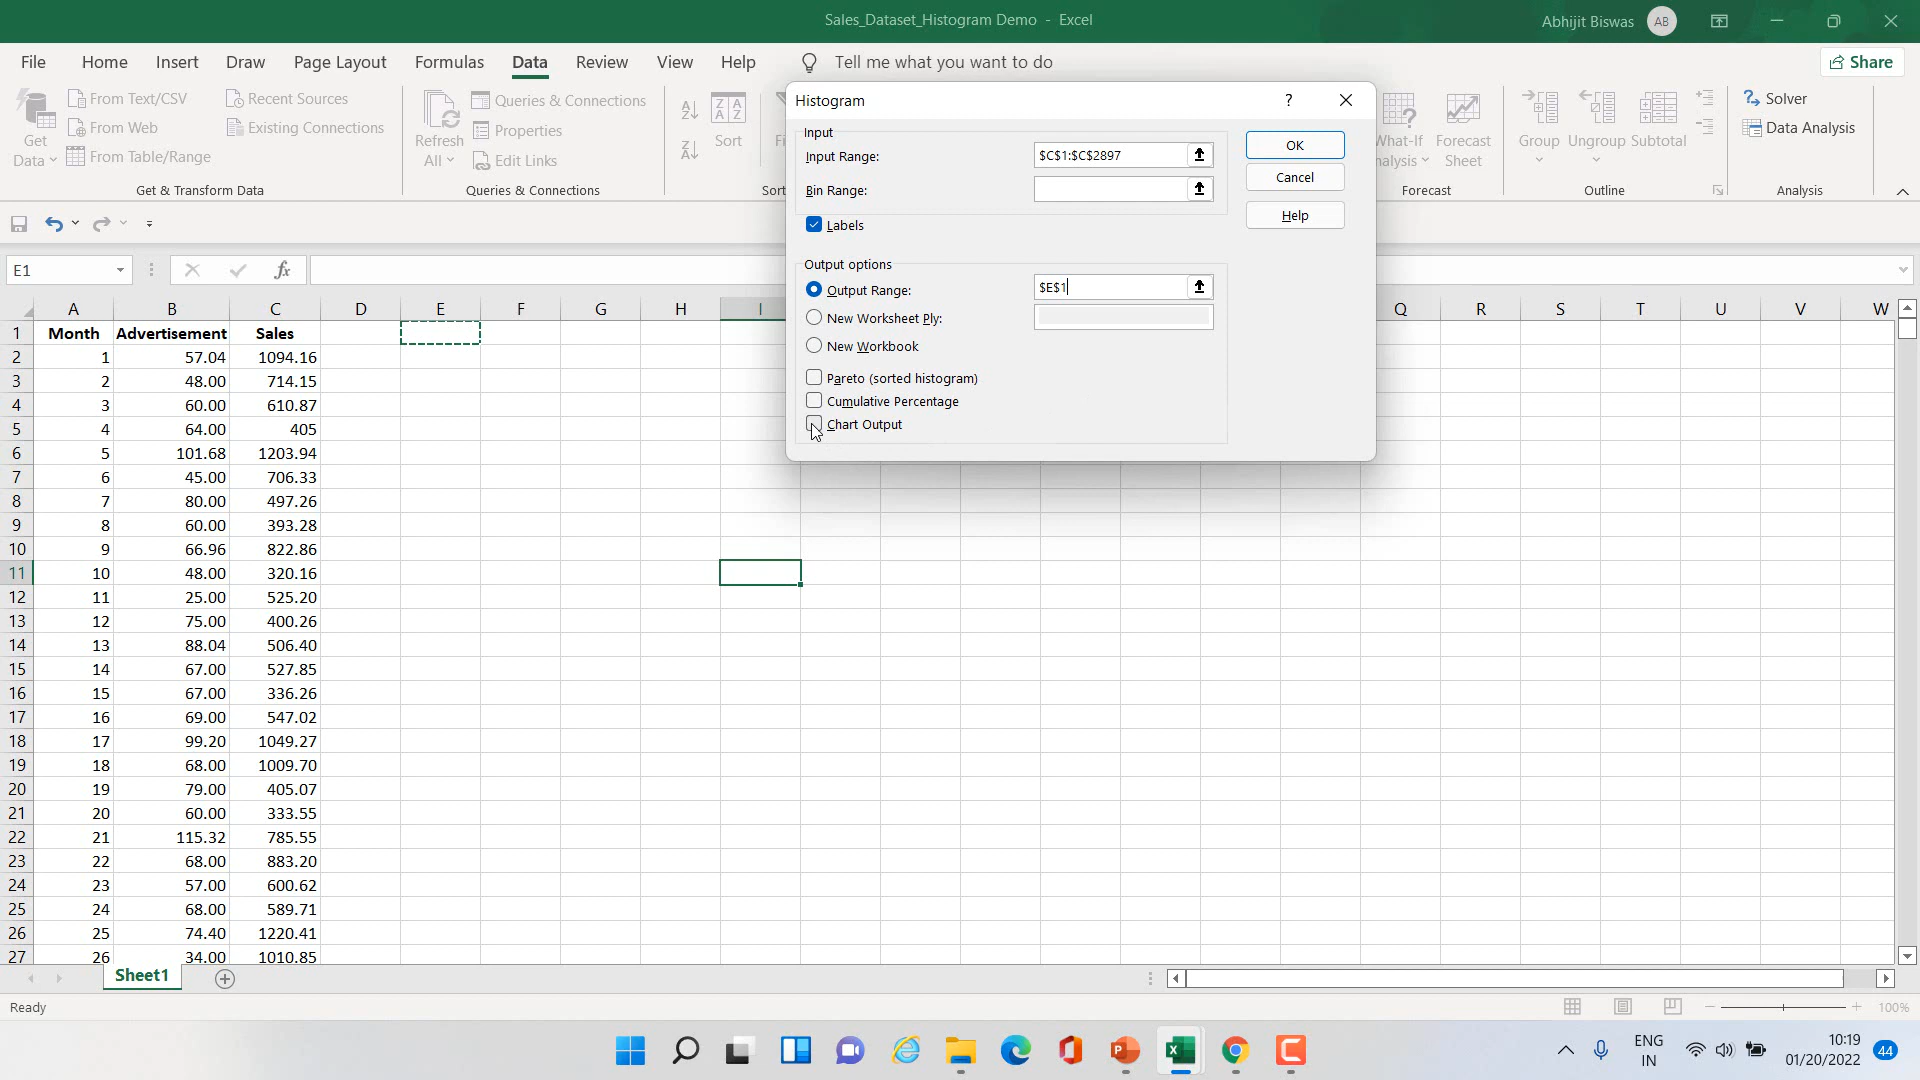 Sales_Dataset_Histogram Demo - Excel
Abhijit Biswas AB
File Home Insert Draw Page Layout Formulas Data Review View Help Tell me what you want to do Share
Get Data
From Text/CSV
From Web
From Table/Range
Recent Sources
Existing Connections
Get & Transform Data
Refresh All
Queries & Connections
Properties
Edit Links
Queries & Connections
Sort
Sort
What-If
Analysis
Forecast Sheet
Forecast
Group
Ungroup
Subtotal
Outline
Solver
Data Analysis
Analysis
Histogram ?
Input
Input Range: $C$1:$C$2897
Bin Range:
Labels
Output options
Output Range: $E$1
New Worksheet Ply:
New Workbook
Pareto (sorted histogram)
Cumulative Percentage
Chart Output
OK
Cancel
Help
E1 fx
A B C D E F G H I Q R S T U V W
1 Month Advertisement Sales
2 1 57.04 1094.16
3 2 48.00 714.15
4 3 60.00 610.87
5 4 64.00 405
6 5 101.68 1203.94
7 6 45.00 706.33
8 7 80.00 497.26
9 8 60.00 393.28
10 9 66.96 822.86
11 10 48.00 320.16
12 11 25.00 525.20
13 12 75.00 400.26
14 13 88.04 506.40
15 14 67.00 527.85
16 15 67.00 336.26
17 16 69.00 547.02
18 17 99.20 1049.27
19 18 68.00 1009.70
20 19 79.00 405.07
21 20 60.00 333.55
22 21 115.32 785.55
23 22 68.00 883.20
24 23 57.00 600.62
25 24 68.00 589.71
26 25 74.40 1220.41
27 26 34.00 1010.85
Sheet1
Ready
100%
ENG
IN
10:19
01/20/2022
44